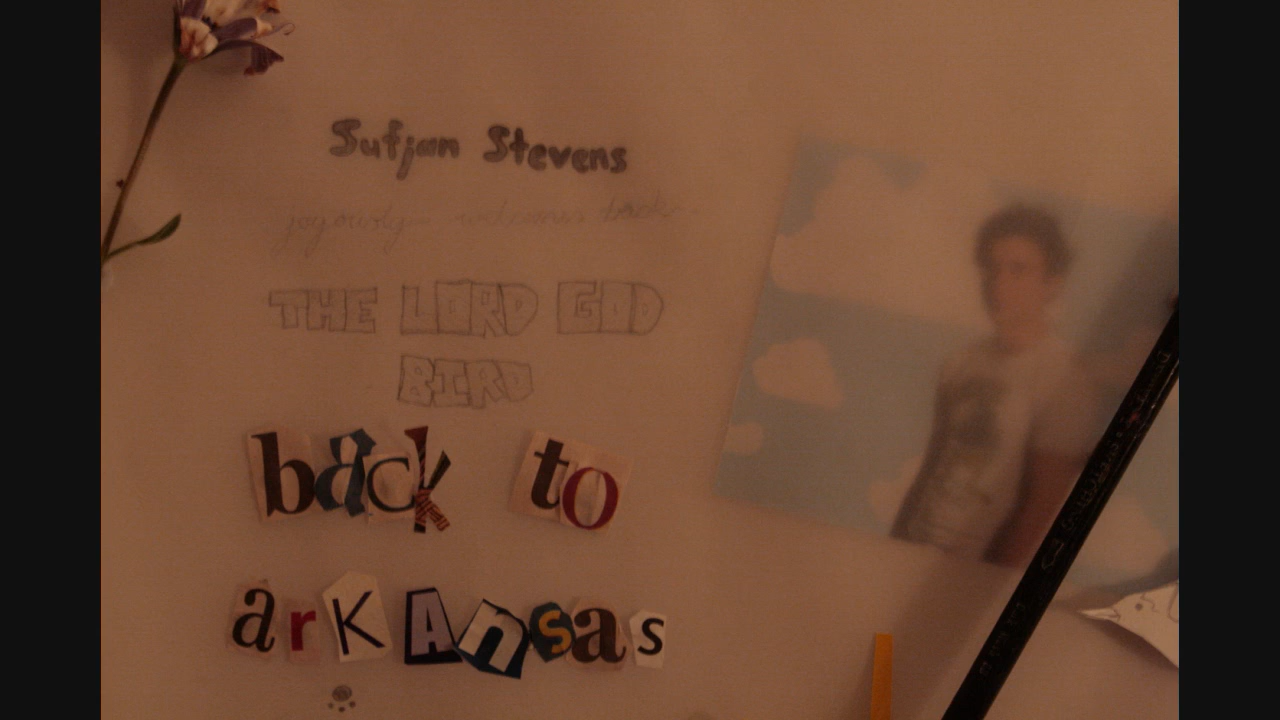 Sufjan Stevens
joyously welcomes back
THE LORD GOD
BIRD
back to
arKAnsas